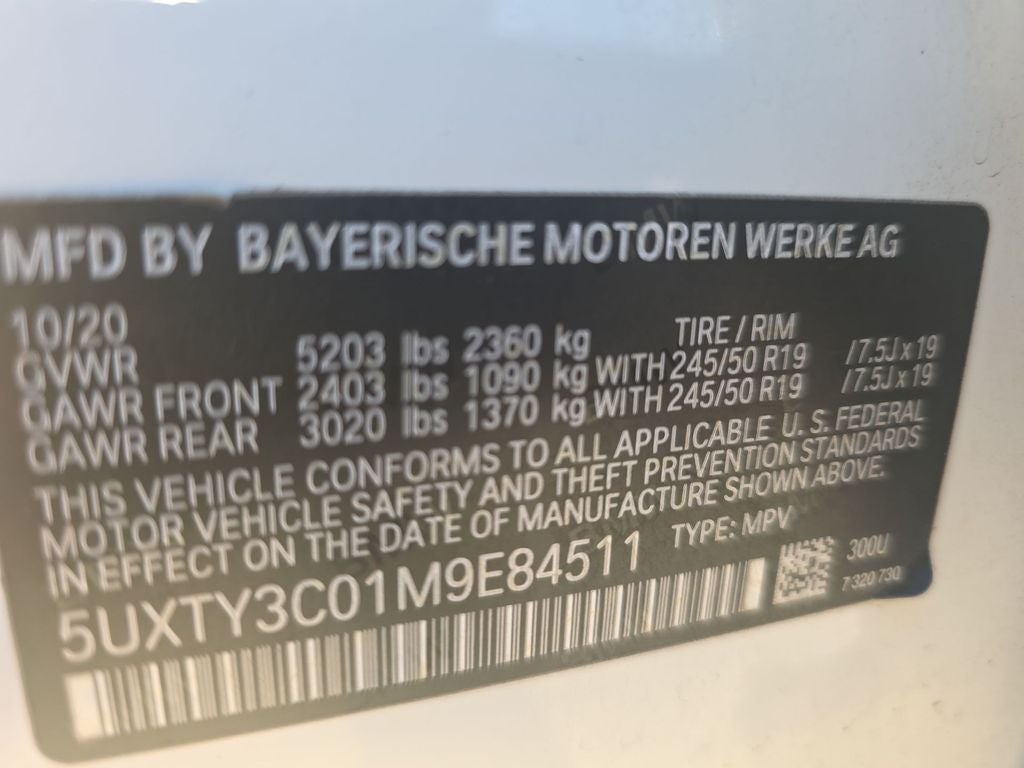 MFD BY BAYERISCHE MOTOREN WERKE AG
10/20 TIRE / RIM
GVWR 5203 lbs 2360 kg
GAWR FRONT 2403 lbs 1090 kg WITH 245/50 R19 /7.5J x 19
GAWR REAR 3020 lbs 1370 kg WITH 245/50 R19 /7.5J x 19
THIS VEHICLE CONFORMS TO ALL APPLICABLE U. S. FEDERAL
MOTOR VEHICLE SAFETY AND THEFT PREVENTION STANDARDS
IN EFFECT ON THE DATE OF MANUFACTURE SHOWN ABOVE.
5UXTY3C01M9E84511 TYPE: MPV
300U
7 320 730